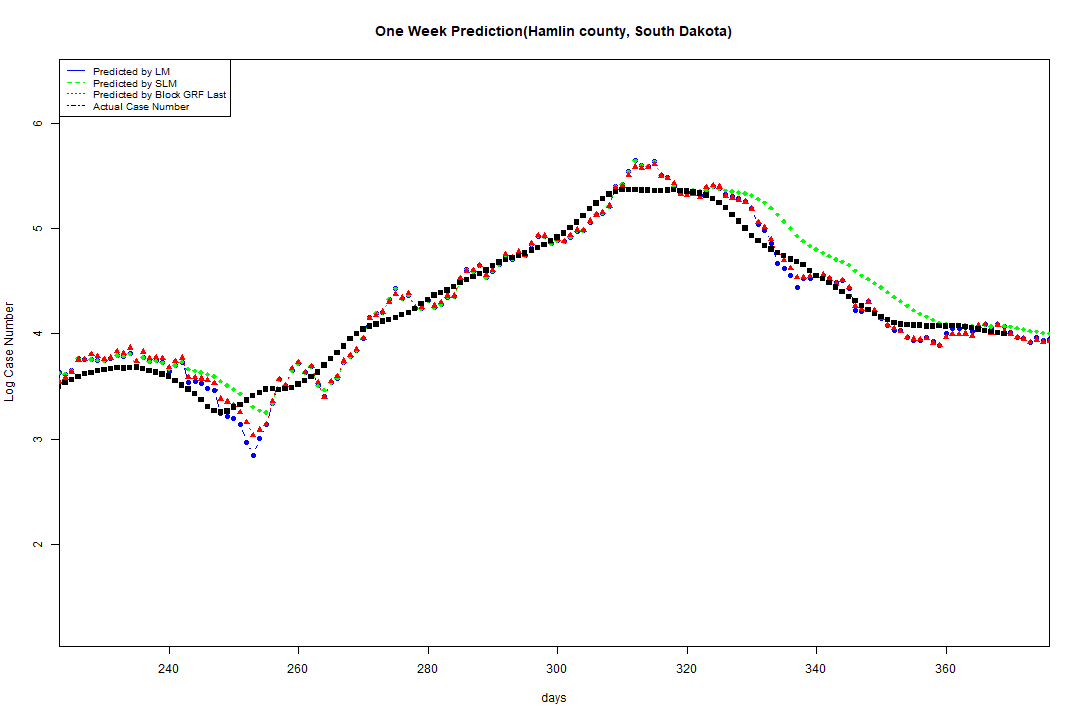 One Week Prediction(Hamlin county, South Dakota)
Predicted by LM
Predicted by SLM
Predicted by Block GRF Last
Actual Case Number
6
5
4
3
2
Log Case Number
240 260 280 300 320 340 360
days